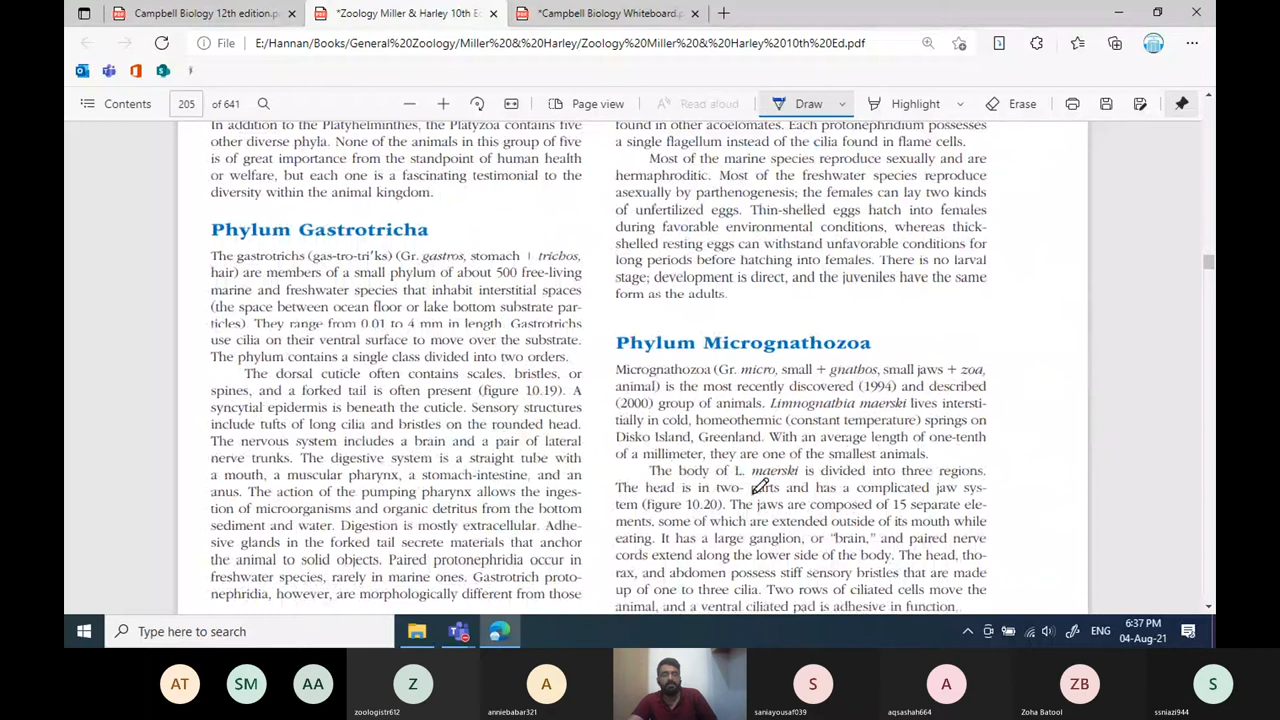 Campbell Biology 12th edition.p
*Zoology Miller & Harley 10th Ed
*Campbell Biology Whiteboard.p
File
E:/Hannan/Books/General%20Zoology/Miller%20&%20Harley/Zoology%20Miller%20&%20Harley%2010th%20Ed.pdf
Contents
205
of 641
Page view
Read aloud
Draw
Highlight
Erase
In addition to the Platyhelminthes, the Platyzoa contains five
other diverse phyla. None of the animals in this group of five
is of great importance from the standpoint of human health
or welfare, but each one is a fascinating testimonial to the
diversity within the animal kingdom.
Phylum Gastrotricha
The gastrotrichs (gas-tro-tri′ks) (Gr. gastros, stomach + trichos,
hair) are members of a small phylum of about 500 free-living
marine and freshwater species that inhabit interstitial spaces
(the space between ocean floor or lake bottom substrate par-
ticles). They range from 0.01 to 4 mm in length. Gastrotrichs
use cilia on their ventral surface to move over the substrate.
The phylum contains a single class divided into two orders.
The dorsal cuticle often contains scales, bristles, or
spines, and a forked tail is often present (figure 10.19). A
syncytial epidermis is beneath the cuticle. Sensory structures
include tufts of long cilia and bristles on the rounded head.
The nervous system includes a brain and a pair of lateral
nerve trunks. The digestive system is a straight tube with
a mouth, a muscular pharynx, a stomach-intestine, and an
anus. The action of the pumping pharynx allows the inges-
tion of microorganisms and organic detritus from the bottom
sediment and water. Digestion is mostly extracellular. Adhe-
sive glands in the forked tail secrete materials that anchor
the animal to solid objects. Paired protonephridia occur in
freshwater species, rarely in marine ones. Gastrotrich proto-
nephridia, however, are morphologically different from those
found in other acoelomates. Each protonephridium possesses
a single flagellum instead of the cilia found in flame cells.
Most of the marine species reproduce sexually and are
hermaphroditic. Most of the freshwater species reproduce
asexually by parthenogenesis; the females can lay two kinds
of unfertilized eggs. Thin-shelled eggs hatch into females
during favorable environmental conditions, whereas thick-
shelled resting eggs can withstand unfavorable conditions for
long periods before hatching into females. There is no larval
stage; development is direct, and the juveniles have the same
form as the adults.
Phylum Micrognathozoa
Micrognathozoa (Gr. micro, small + gnathos, small jaws + zoa,
animal) is the most recently discovered (1994) and described
(2000) group of animals. Limnognathia maerski lives intersti-
tially in cold, homeothermic (constant temperature) springs on
Disko Island, Greenland. With an average length of one-tenth
of a millimeter, they are one of the smallest animals.
The body of L. maerski is divided into three regions.
The head is in two- parts and has a complicated jaw sys-
tem (figure 10.20). The jaws are composed of 15 separate ele-
ments, some of which are extended outside of its mouth while
eating. It has a large ganglion, or "brain," and paired nerve
cords extend along the lower side of the body. The head, tho-
rax, and abdomen possess stiff sensory bristles that are made
up of one to three cilia. Two rows of ciliated cells move the
animal, and a ventral ciliated pad is adhesive in function.
Type here to search
ENG
6:37 PM
04-Aug-21
AT
SM
AA
Z
A
S
A
ZB
S
zoologistr612
anniebabar321
saniayousaf039
aqsashah664
Zoha Batool
ssniazi944